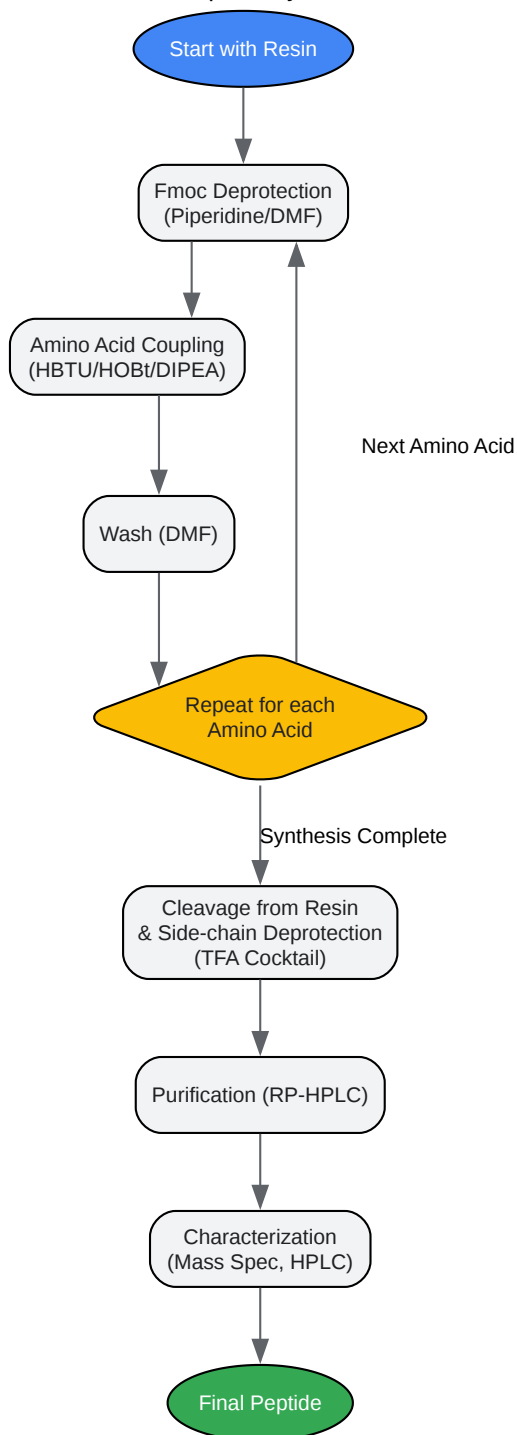 Start with Resin
Fmoc Deprotection
(Piperidine/DMF)
Amino Acid Coupling
(HBTU/HOBt/DIPEA)
Next Amino Acid
Wash (DMF)
Repeat for each
Amino Acid
Synthesis Complete
Cleavage from Resin
& Side-chain Deprotection
(TFA Cocktail)
Purification (RP-HPLC)
Characterization
(Mass Spec, HPLC)
Final Peptide